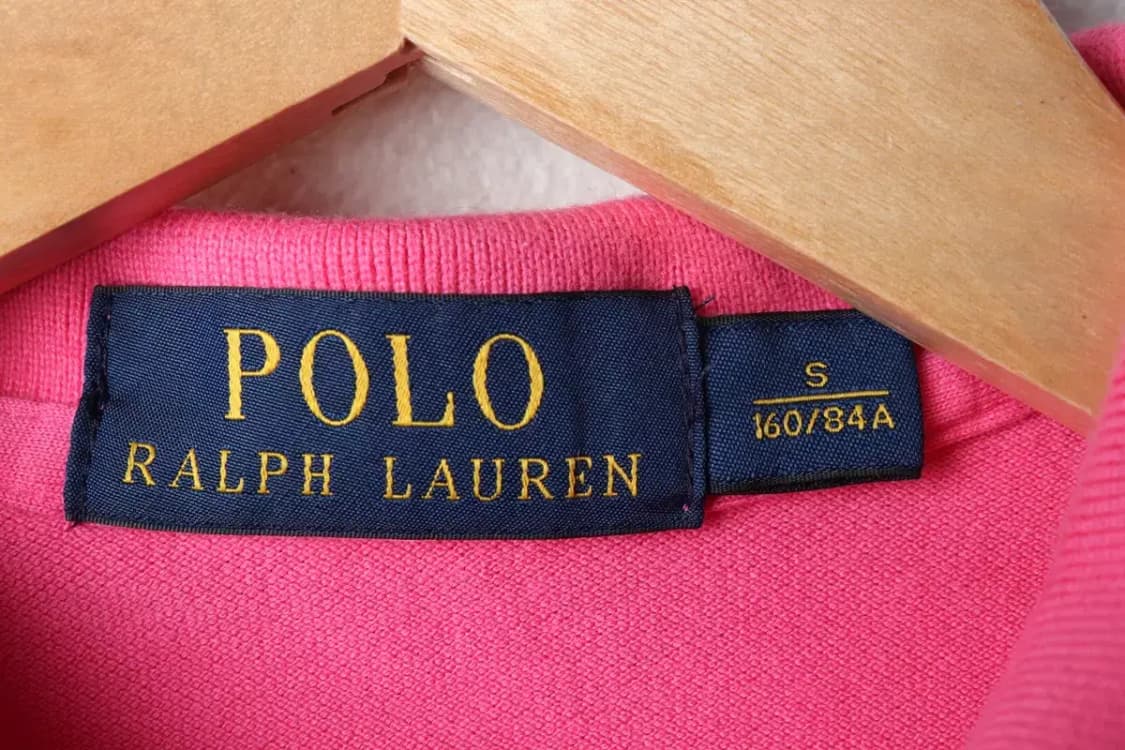 POLO
RALPH LAUREN
S
160/84A